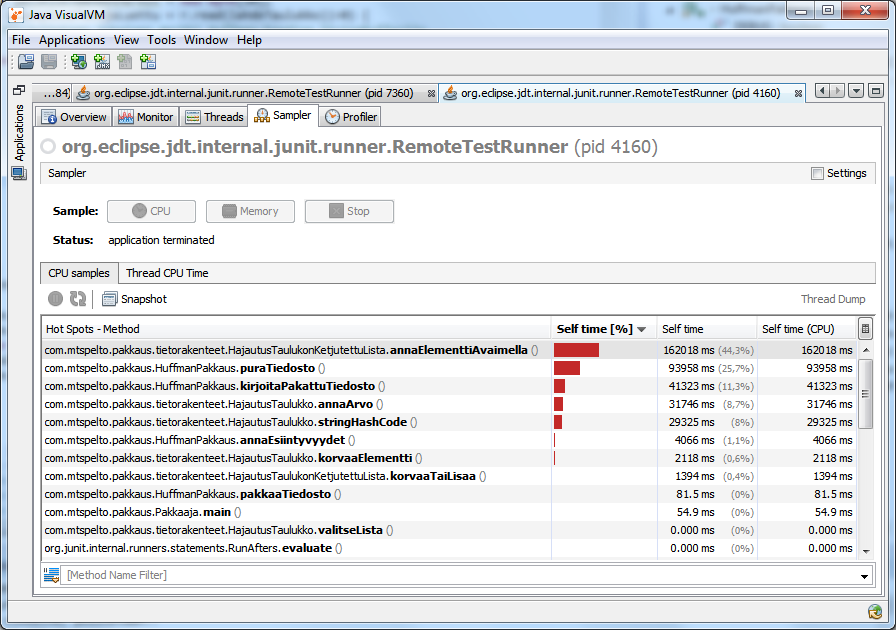 Java VisualVM
File Applications View Tools Window Help
...84) org.eclipse.jdt.internal.junit.runner.RemoteTestRunner (pid 7360) org.eclipse.jdt.internal.junit.runner.RemoteTestRunner (pid 4160)
Applications
Overview Monitor Threads Sampler Profiler
org.eclipse.jdt.internal.junit.runner.RemoteTestRunner (pid 4160)
Sampler Settings
Sample: CPU Memory Stop
Status: application terminated
CPU samples Thread CPU Time
Snapshot Thread Dump
Hot Spots - Method Self time [%] Self time Self time (CPU)
com.mtspelto.pakkaus.tietorakenteet.HajautusTaulukonKetjutettuLista.annaElementtiAvaimella () 162018 ms (44,3%) 162018 ms
com.mtspelto.pakkaus.HuffmanPakkaus.puraTiedosto () 93958 ms (25,7%) 93958 ms
com.mtspelto.pakkaus.HuffmanPakkaus.kirjoitaPakattuTiedosto () 41323 ms (11,3%) 41323 ms
com.mtspelto.pakkaus.tietorakenteet.HajautusTaulukko.annaArvo () 31746 ms (8,7%) 31746 ms
com.mtspelto.pakkaus.tietorakenteet.HajautusTaulukko.stringHashCode () 29325 ms (8%) 29325 ms
com.mtspelto.pakkaus.HuffmanPakkaus.annaEsiintyvyydet () 4066 ms (1,1%) 4066 ms
com.mtspelto.pakkaus.tietorakenteet.HajautusTaulukko.korvaaElementti () 2118 ms (0,6%) 2118 ms
com.mtspelto.pakkaus.tietorakenteet.HajautusTaulukonKetjutettuLista.korvaaTaiLisaa () 1394 ms (0,4%) 1394 ms
com.mtspelto.pakkaus.HuffmanPakkaus.pakkaaTiedosto () 81.5 ms (0%) 81.5 ms
com.mtspelto.pakkaus.Pakkaaja.main () 54.9 ms (0%) 54.9 ms
com.mtspelto.pakkaus.tietorakenteet.HajautusTaulukko.valitseLista () 0.000 ms (0%) 0.000 ms
org.junit.internal.runners.statements.RunAfters.evaluate () 0.000 ms (0%) 0.000 ms
[Method Name Filter]